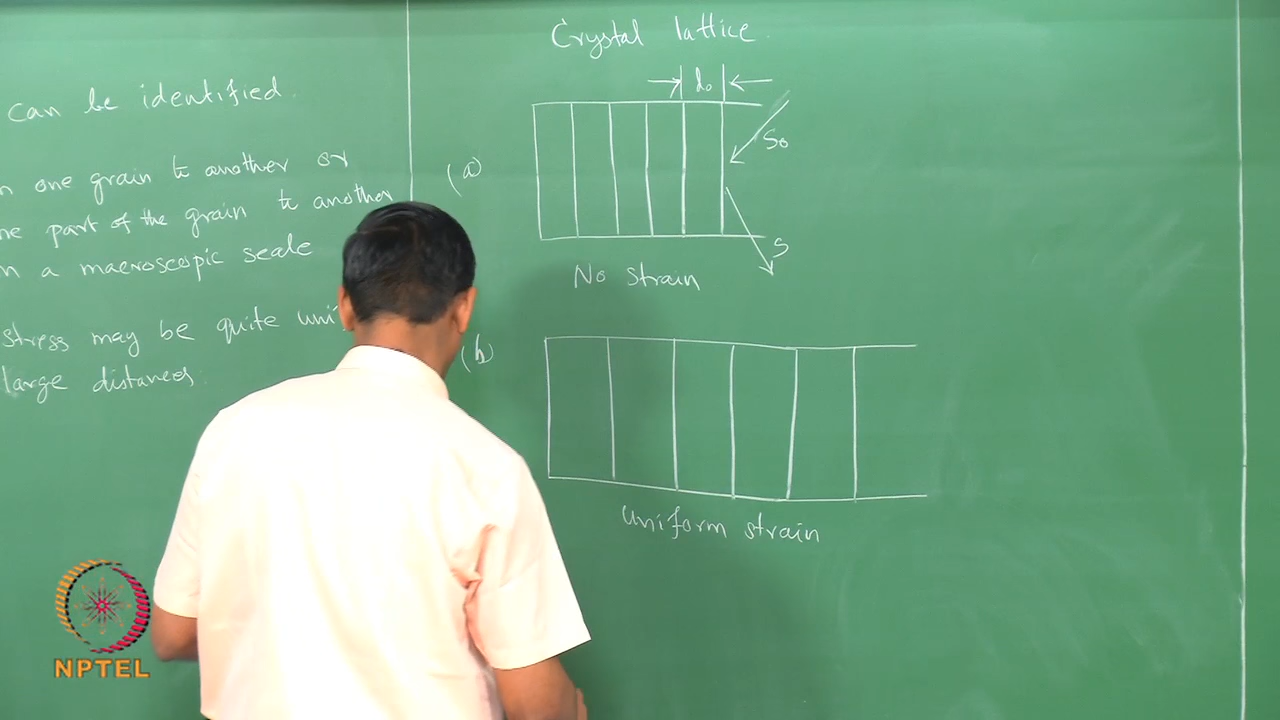 can be identified.
n one grain to another or
ne part of the grain to another
n a macroscopic scale
stress may be quite uni
large distances.
Crystal lattice.
d₀
S₀
(a)
S
No strain
(b)
Uniform strain
NPTEL